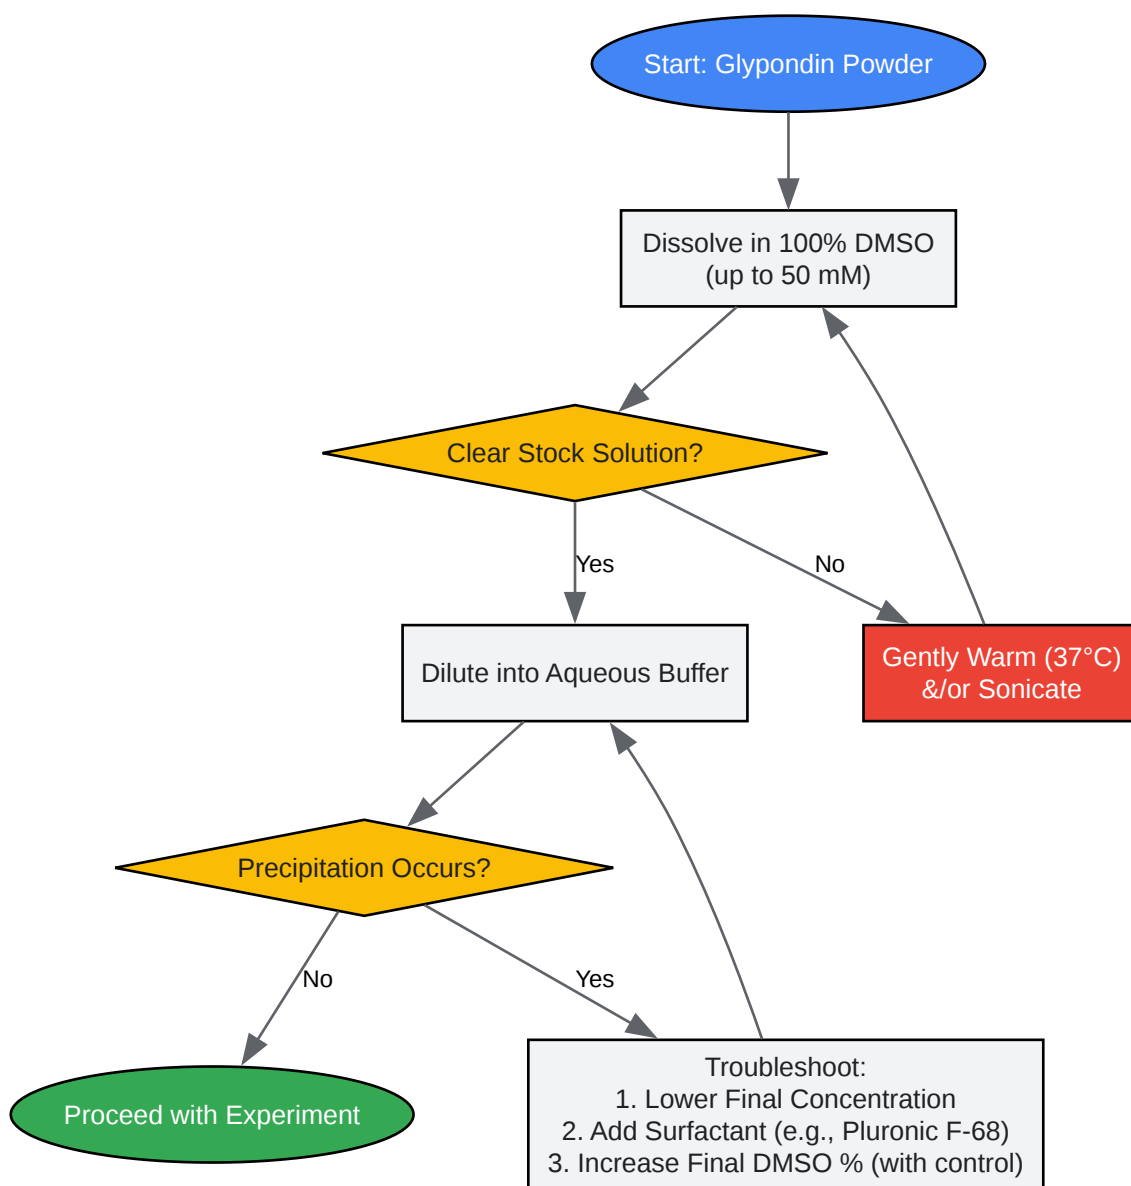 Start: Glypondin Powder
Dissolve in 100% DMSO
(up to 50 mM)
Clear Stock Solution?
Yes
No
Dilute into Aqueous Buffer
Gently Warm (37°C)
&/or Sonicate
Precipitation Occurs?
No
Yes
Proceed with Experiment
Troubleshoot:
1. Lower Final Concentration
2. Add Surfactant (e.g., Pluronic F-68)
3. Increase Final DMSO % (with control)